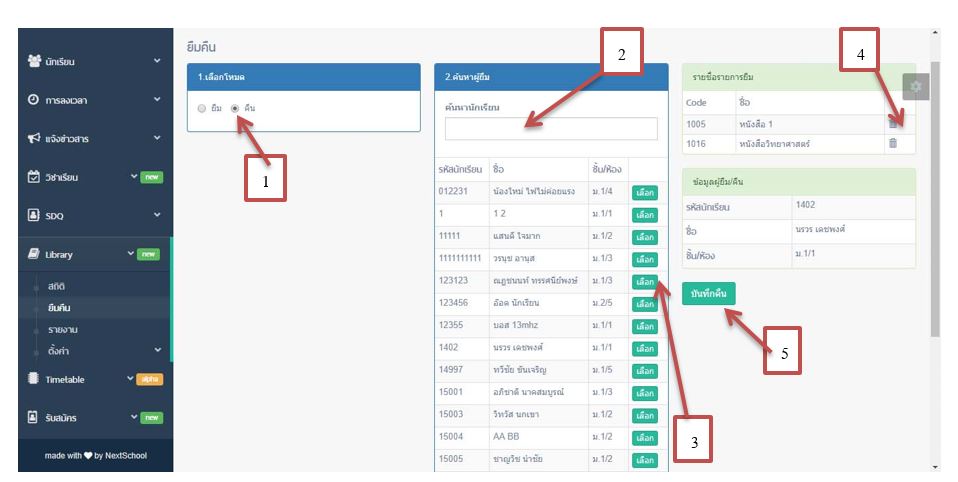 นักเรียน
การลงเวลา
แจ้งข่าวสาร
วิชาเรียน new
SDQ
Library new
สถิติ
ยืมคืน
รายงาน
ตั้งค่า
Timetable alpha
รับสมัคร new
made with by NextSchool
ยืมคืน
1.เลือกโหมด
ยืม คืน
1
2.ค้นหาผู้ยืม
ค้นหานักเรียน
2
รหัสนักเรียน ชื่อ ชั้น/ห้อง
012231 น้องใหม่ ไฟไม่ค่อยแรง ม.1/4 เลือก
1 1 2 ม.1/1 เลือก
11111 แสนดี ใจมาก ม.1/2 เลือก
1111111111 วรนุช อานุส ม.1/3 เลือก
123123 ณฎชนนท์ ทรรศนีย์พงษ์ ม.1/3 เลือก
123456 อ๊อด นักเรียน ม.2/5 เลือก
12355 บอส 13mhz ม.1/1 เลือก
1402 นรวร เดชพงศ์ ม.1/1 เลือก
14997 ทวีชัย ขันเจริญ ม.1/5 เลือก
15001 อภิชาติ นาคสมบูรณ์ ม.1/3 เลือก
15003 วิทวัส นกเขา ม.1/2 เลือก
15004 AA BB ม.1/2 เลือก
15005 ชาญวิช นำชัย ม.1/2 เลือก
3
รายชื่อรายการยืม
4
Code ชื่อ
1005 หนังสือ 1
1016 หนังสือวิทยาศาสตร์
ข้อมูลผู้ยืม/คืน
รหัสนักเรียน 1402
ชื่อ นรวร เดชพงศ์
ชั้น/ห้อง ม.1/1
บันทึกคืน
5